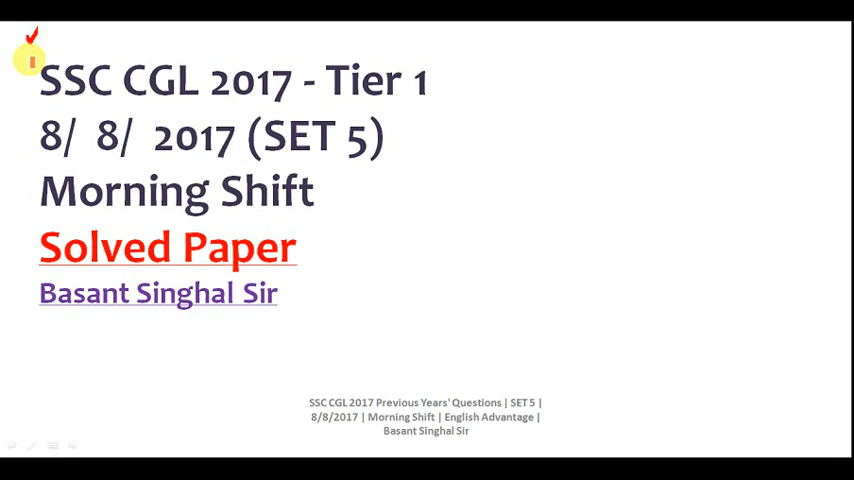 SSC CGL 2017 - Tier 1
8/ 8/ 2017 (SET 5)
Morning Shift
Solved Paper
Basant Singhal Sir
SSC CGL 2017 Previous Years' Questions | SET 5 |
8/8/2017 | Morning Shift | English Advantage |
Basant Singhal Sir